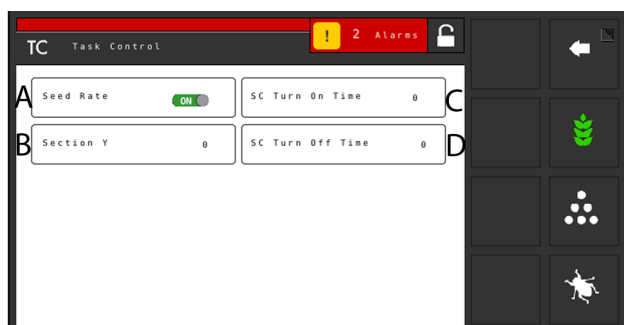 ! 2 Alarms
TC Task Control
A Seed Rate ON SC Turn On Time 0 C
B Section Y 0 SC Turn Off Time 0 D